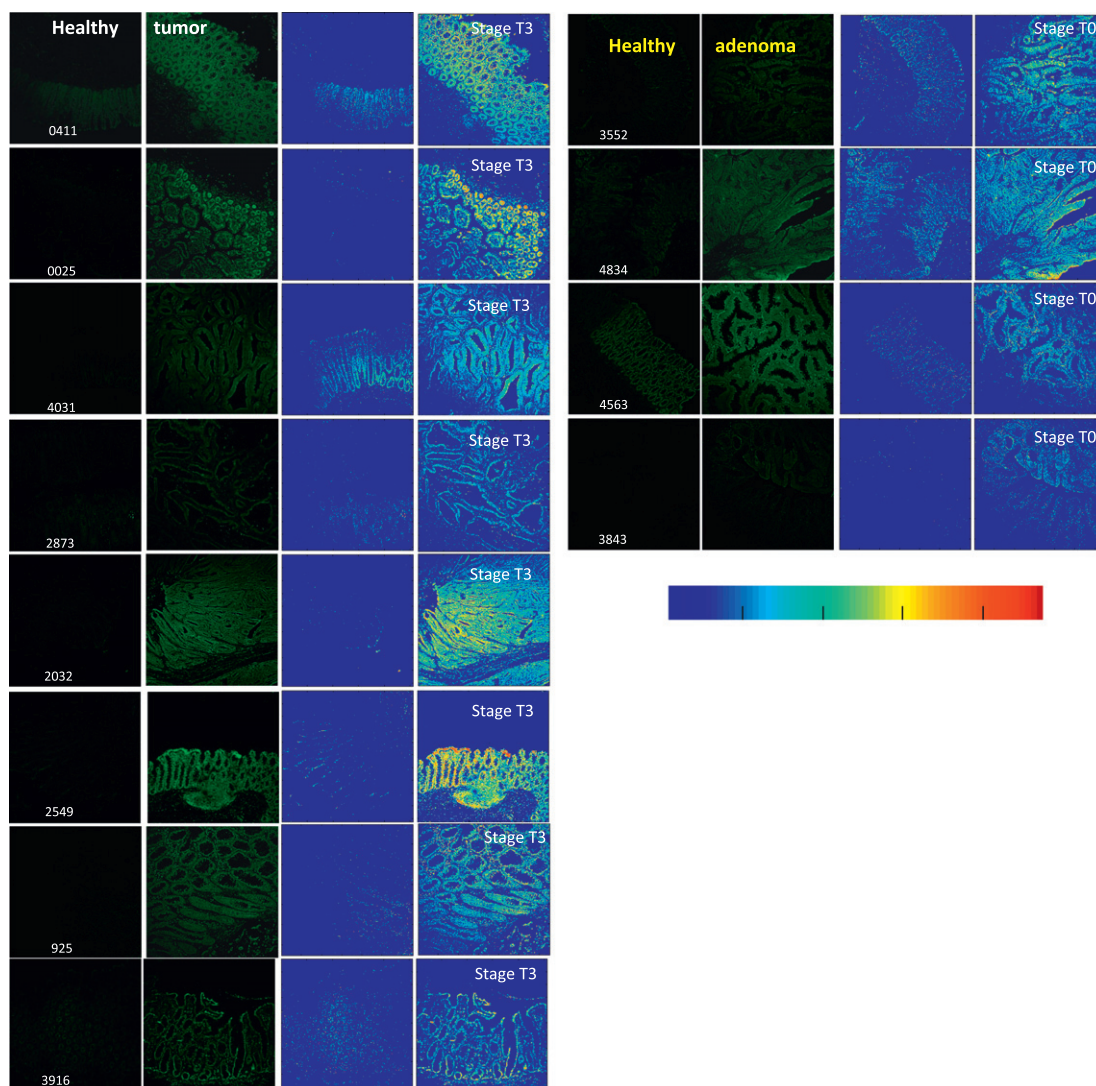 Healthy tumor Stage T3
0411
Stage T3
0025
Stage T3
4031
Stage T3
2873
Stage T3
2032
Stage T3
2549
Stage T3
925
Stage T3
3916
Healthy adenoma Stage T0
3552
Stage T0
4834
Stage T0
4563
Stage T0
3843